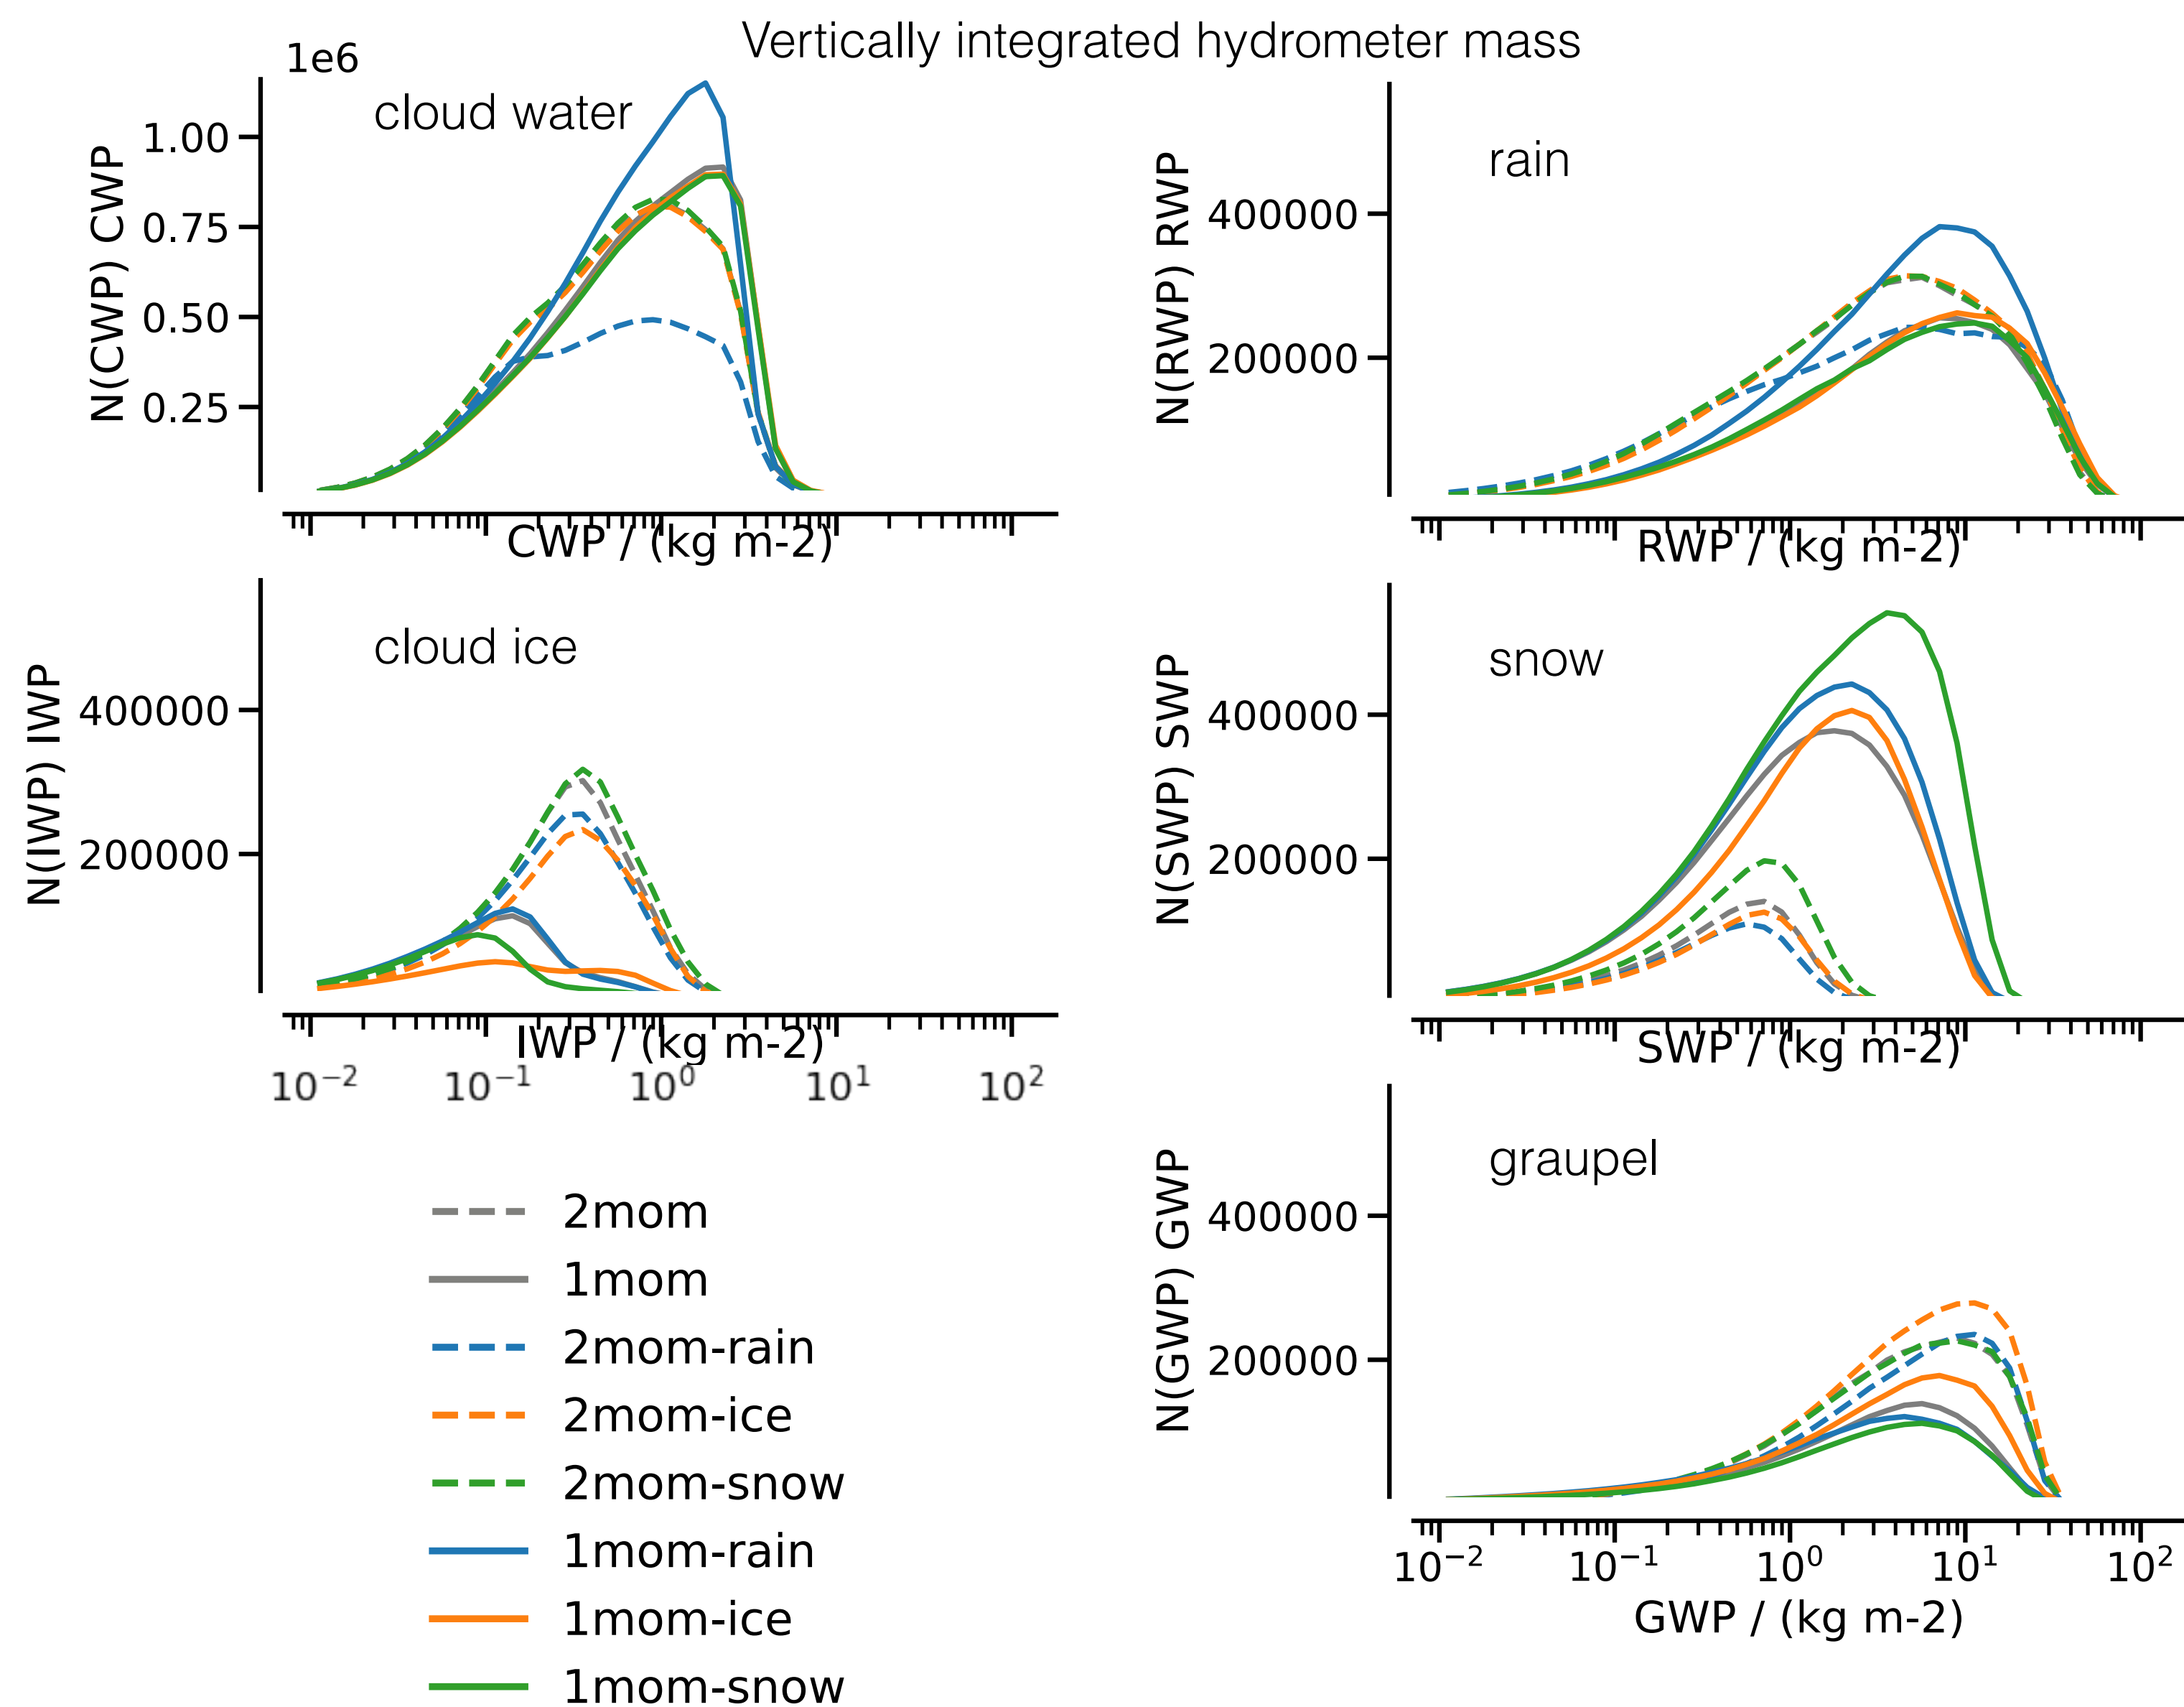 Vertically integrated hydrometer mass
1e6
cloud water
1.00
0.75
0.50
0.25
N(CWP) CWP
CWP / (kg m-2)
rain
400000
200000
N(RWP) RWP
RWP / (kg m-2)
cloud ice
400000
200000
N(IWP) IWP
IWP / (kg m-2)
10⁻² 10⁻¹ 10⁰ 10¹ 10²
snow
400000
200000
N(SWP) SWP
SWP / (kg m-2)
graupel
400000
200000
N(GWP) GWP
10⁻² 10⁻¹ 10⁰ 10¹ 10²
GWP / (kg m-2)
2mom
1mom
2mom-rain
2mom-ice
2mom-snow
1mom-rain
1mom-ice
1mom-snow